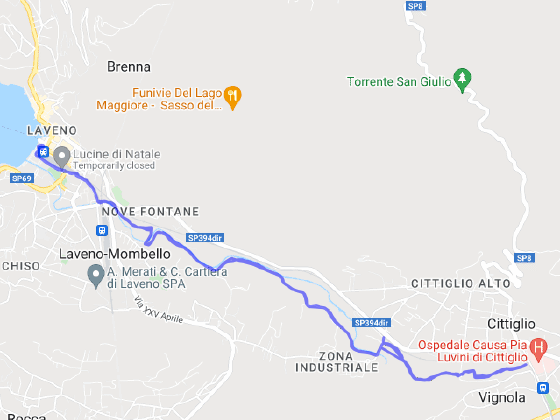 SP8
Brenna
Torrente San Giulio
Funivie Del Lago
Maggiore - Sasso del...
LAVENO
Lucine di Natale
Temporarily closed
SP69
NOVE FONTANE
SP394dir
Laveno-Mombello
SP8
CHISO
A. Merati & C. Cartiera
di Laveno SPA
CITTIGLIO ALTO
Via XXV Aprile
SP394dir
Cittiglio
Ospedale Causa Pia
Luvini di Cittiglio
H
ZONA
INDUSTRIALE
Vignola
Rocca